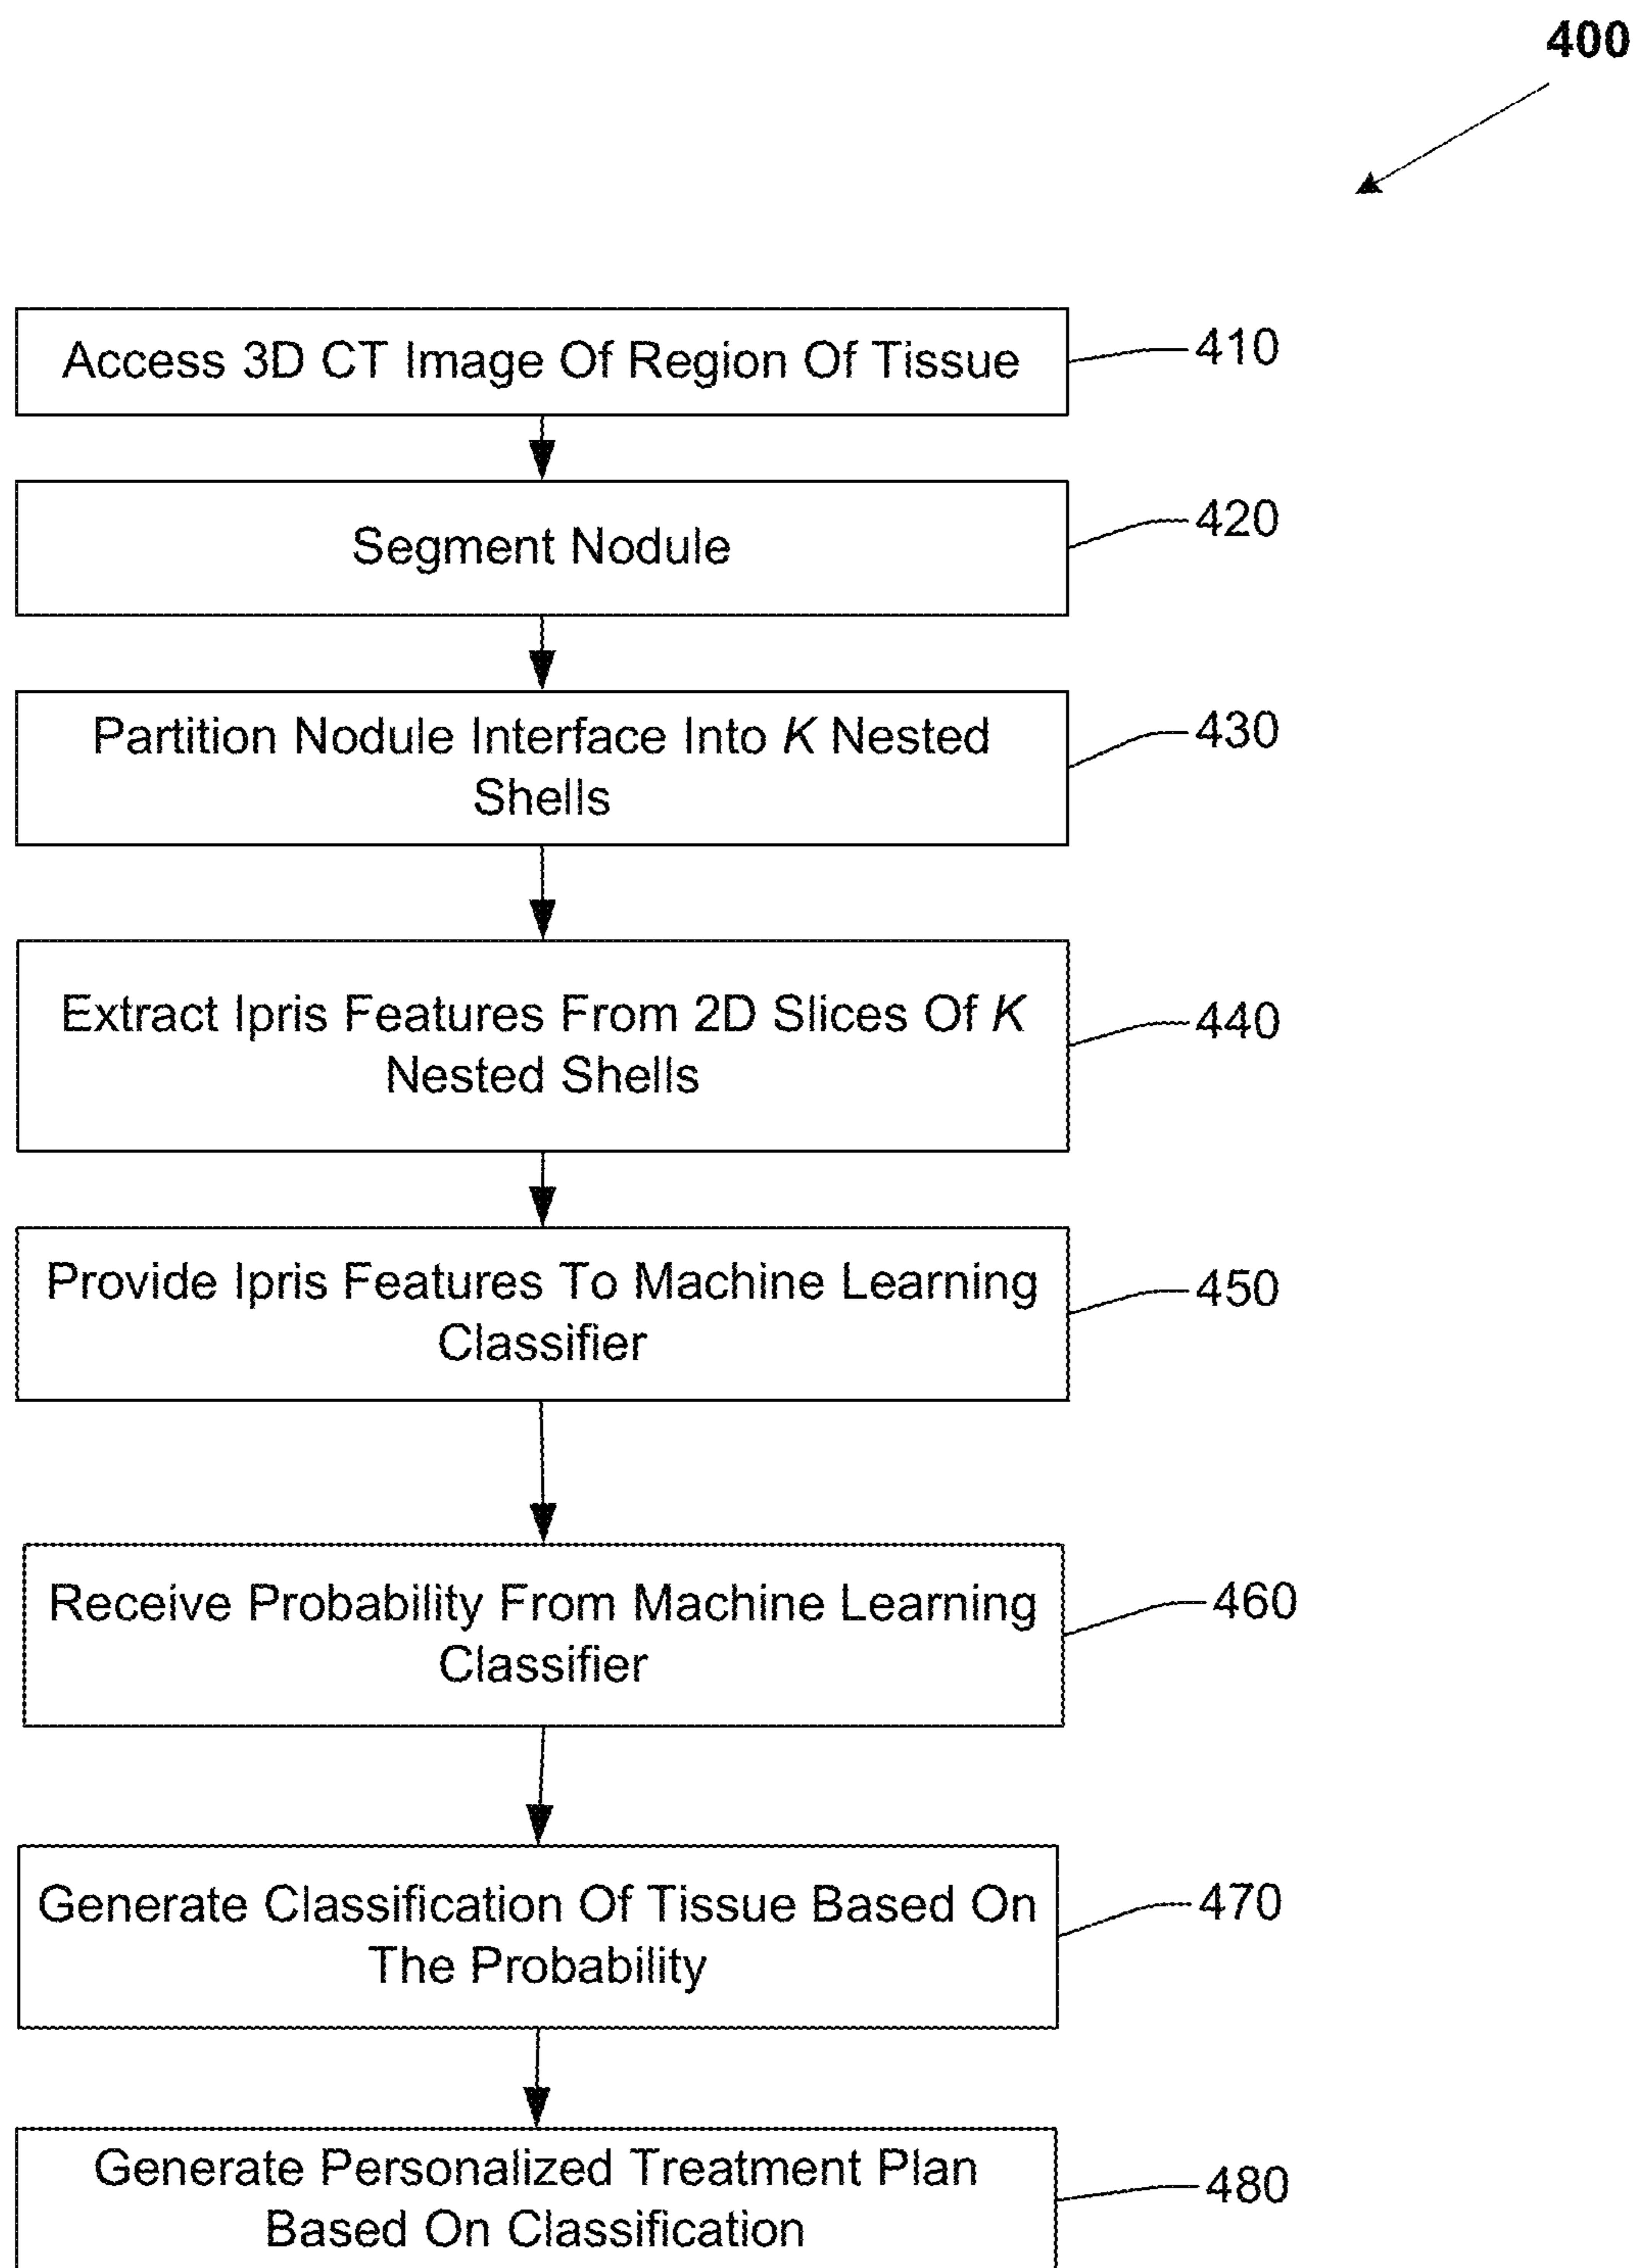 400
Access 3D CT Image Of Region Of Tissue
410
Segment Nodule
420
Partition Nodule Interface Into K Nested
Shells
430
Extract Ipris Features From 2D Slices Of K
Nested Shells
440
Provide Ipris Features To Machine Learning
Classifier
450
Receive Probability From Machine Learning
Classifier
460
Generate Classification Of Tissue Based On
The Probability
470
Generate Personalized Treatment Plan
Based On Classification
480